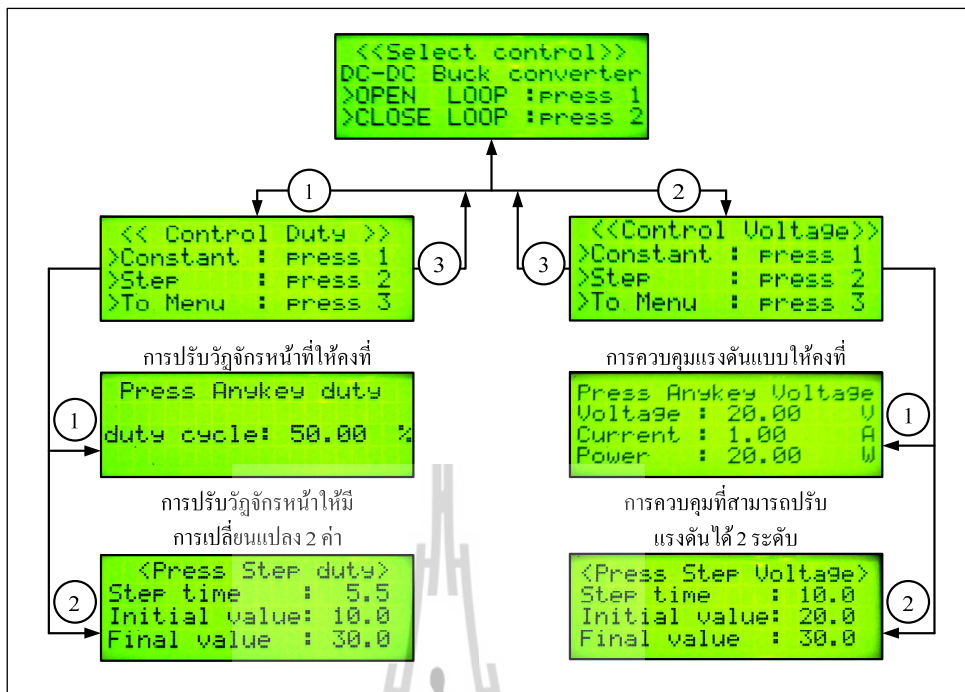 <<Select control>>
DC-DC Buck converter
>OPEN LOOP :press 1
>CLOSE LOOP :press 2
1
2
<< Control Duty >>
>Constant : press 1
>Step : press 2
>To Menu : press 3
3
3
<<Control Voltage>>
>Constant : press 1
>Step : press 2
>To Menu : press 3
การปรับวัฏจักรหน้าที่ให้คงที่
การควบคุมแรงดันแบบให้คงที่
1
Press Anykey duty
duty cycle: 50.00 %
Press Anykey Voltage
Voltage : 20.00 V
Current : 1.00 A
Power : 20.00 W
1
การปรับวัฏจักรหน้าให้มี
การเปลี่ยนแปลง 2 ค่า
การควบคุมที่สามารถปรับ
แรงดันได้ 2 ระดับ
2
<Press Step duty>
Step time : 5.5
Initial value: 10.0
Final value : 30.0
<Press Step Voltage>
Step time : 10.0
Initial value: 20.0
Final value : 30.0
2